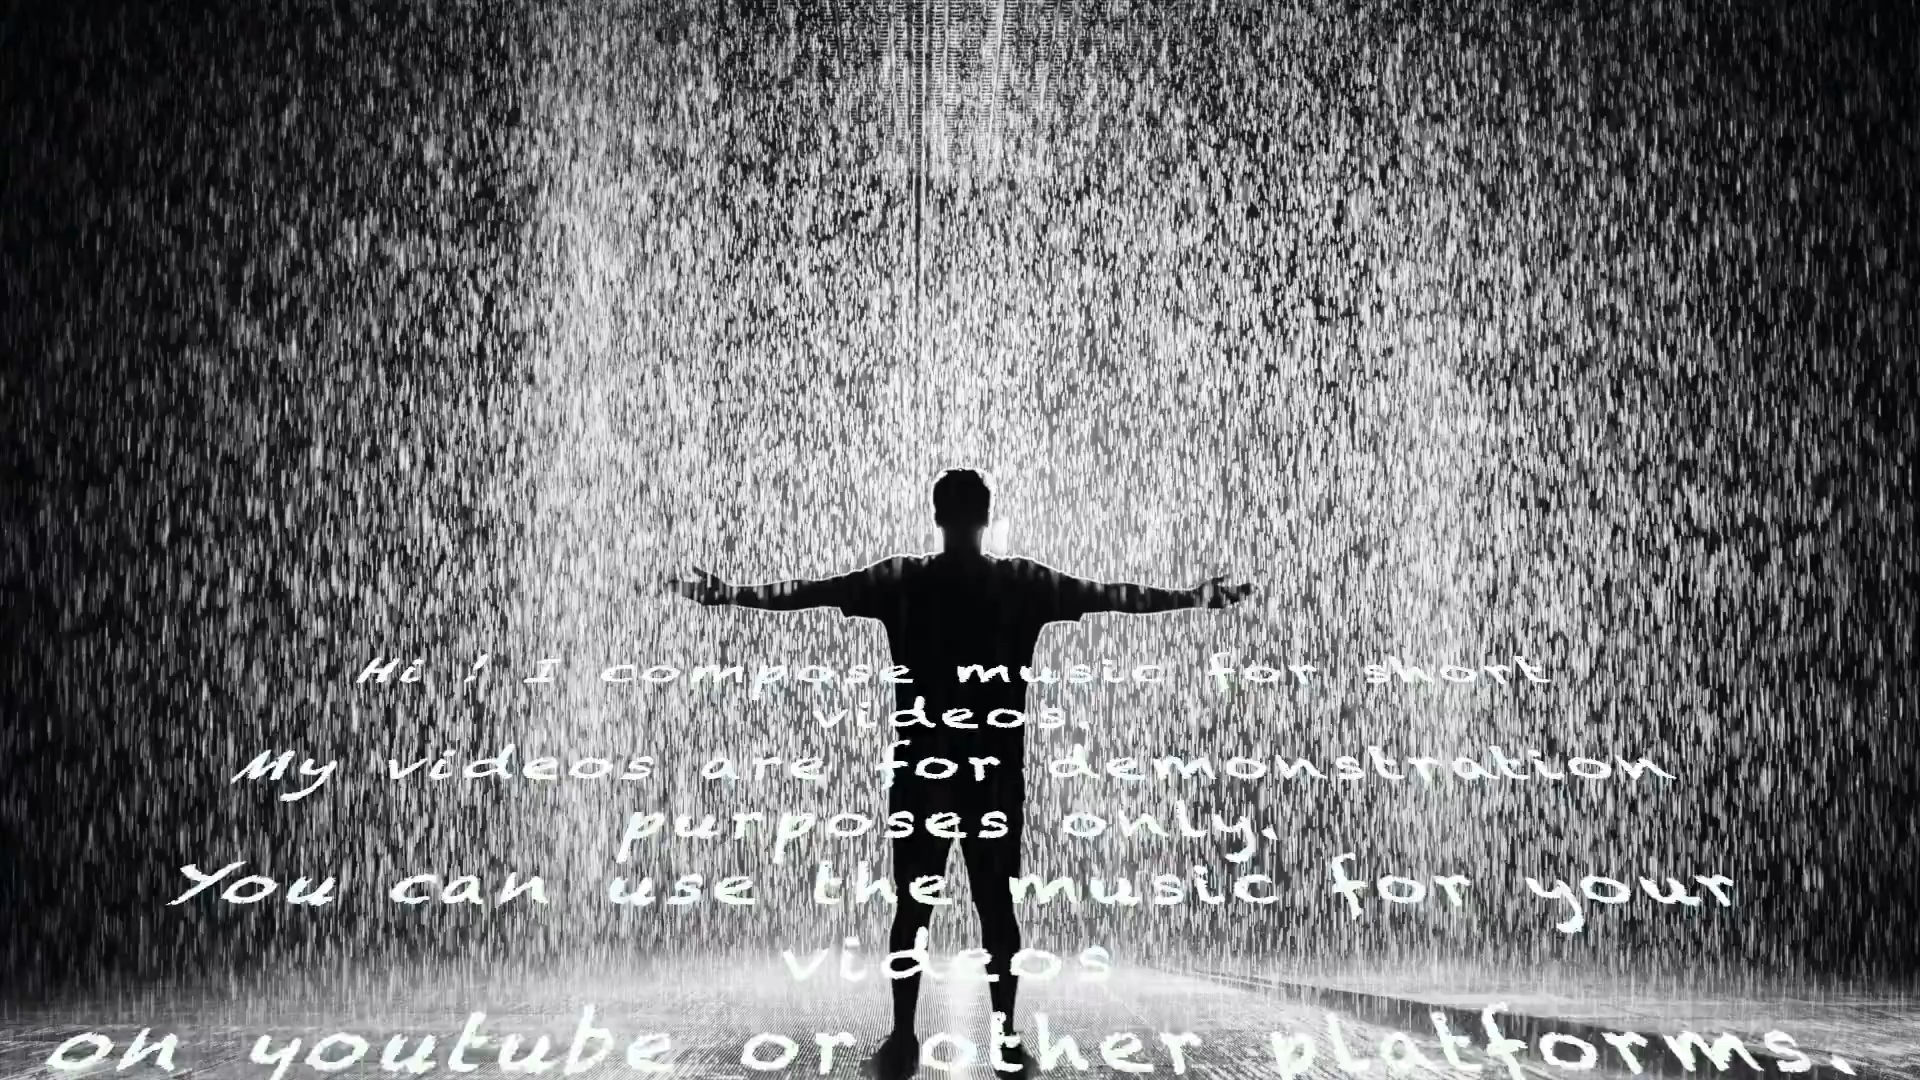 Hi ! I compose music for short
videos.
My videos are for demonstration
purposes only.
You can use the music for your
videos
on youtube or other platforms.